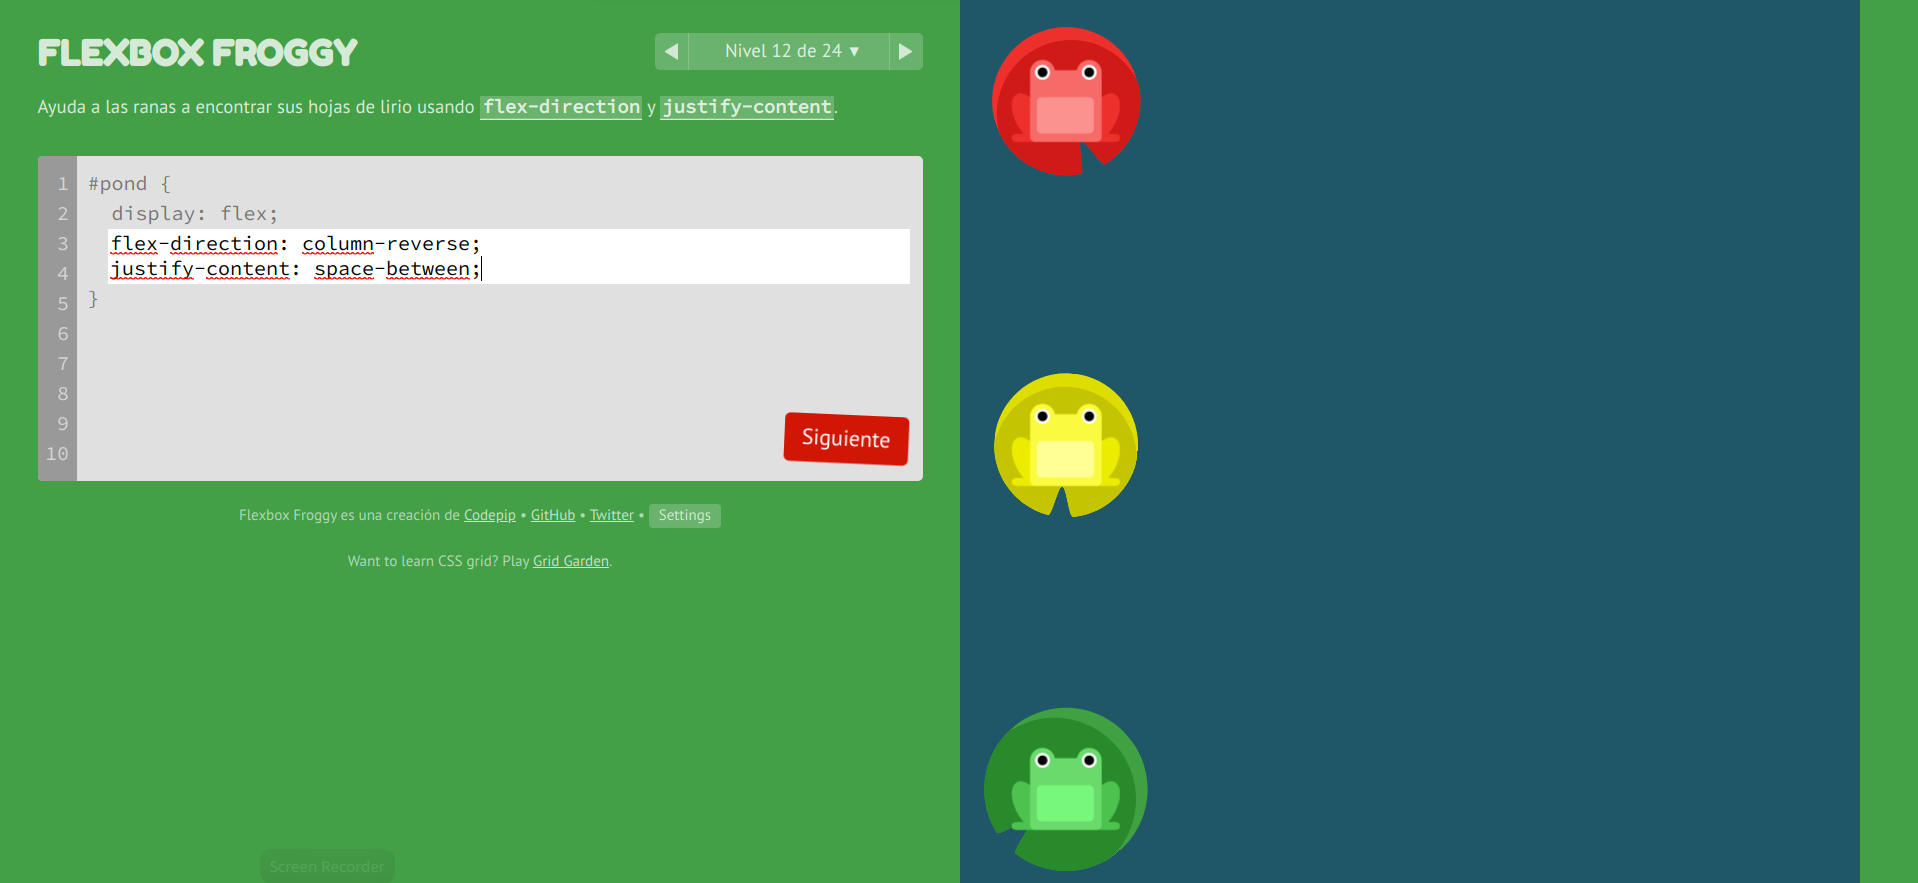 FLEXBOX FROGGY
◀ Nivel 12 de 24 ▾ ▶
Ayuda a las ranas a encontrar sus hojas de lirio usando flex-direction y justify-content.
1 #pond {
2 display: flex;
3 flex-direction: column-reverse;
4 justify-content: space-between;
5 }
6
7
8
9
10
Siguiente
Flexbox Froggy es una creación de Codepip • GitHub • Twitter • Settings
Want to learn CSS grid? Play Grid Garden.
Screen Recorder